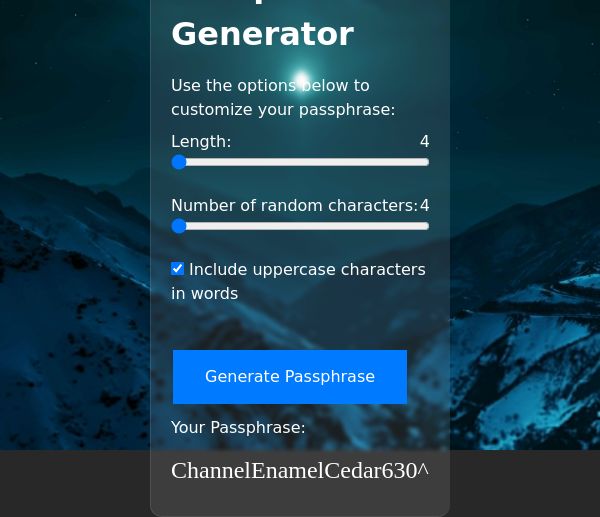 Generator
Use the options below to
customize your passphrase:
Length: 4
Number of random characters: 4
Include uppercase characters
in words
Generate Passphrase
Your Passphrase:
ChannelEnamelCedar630^